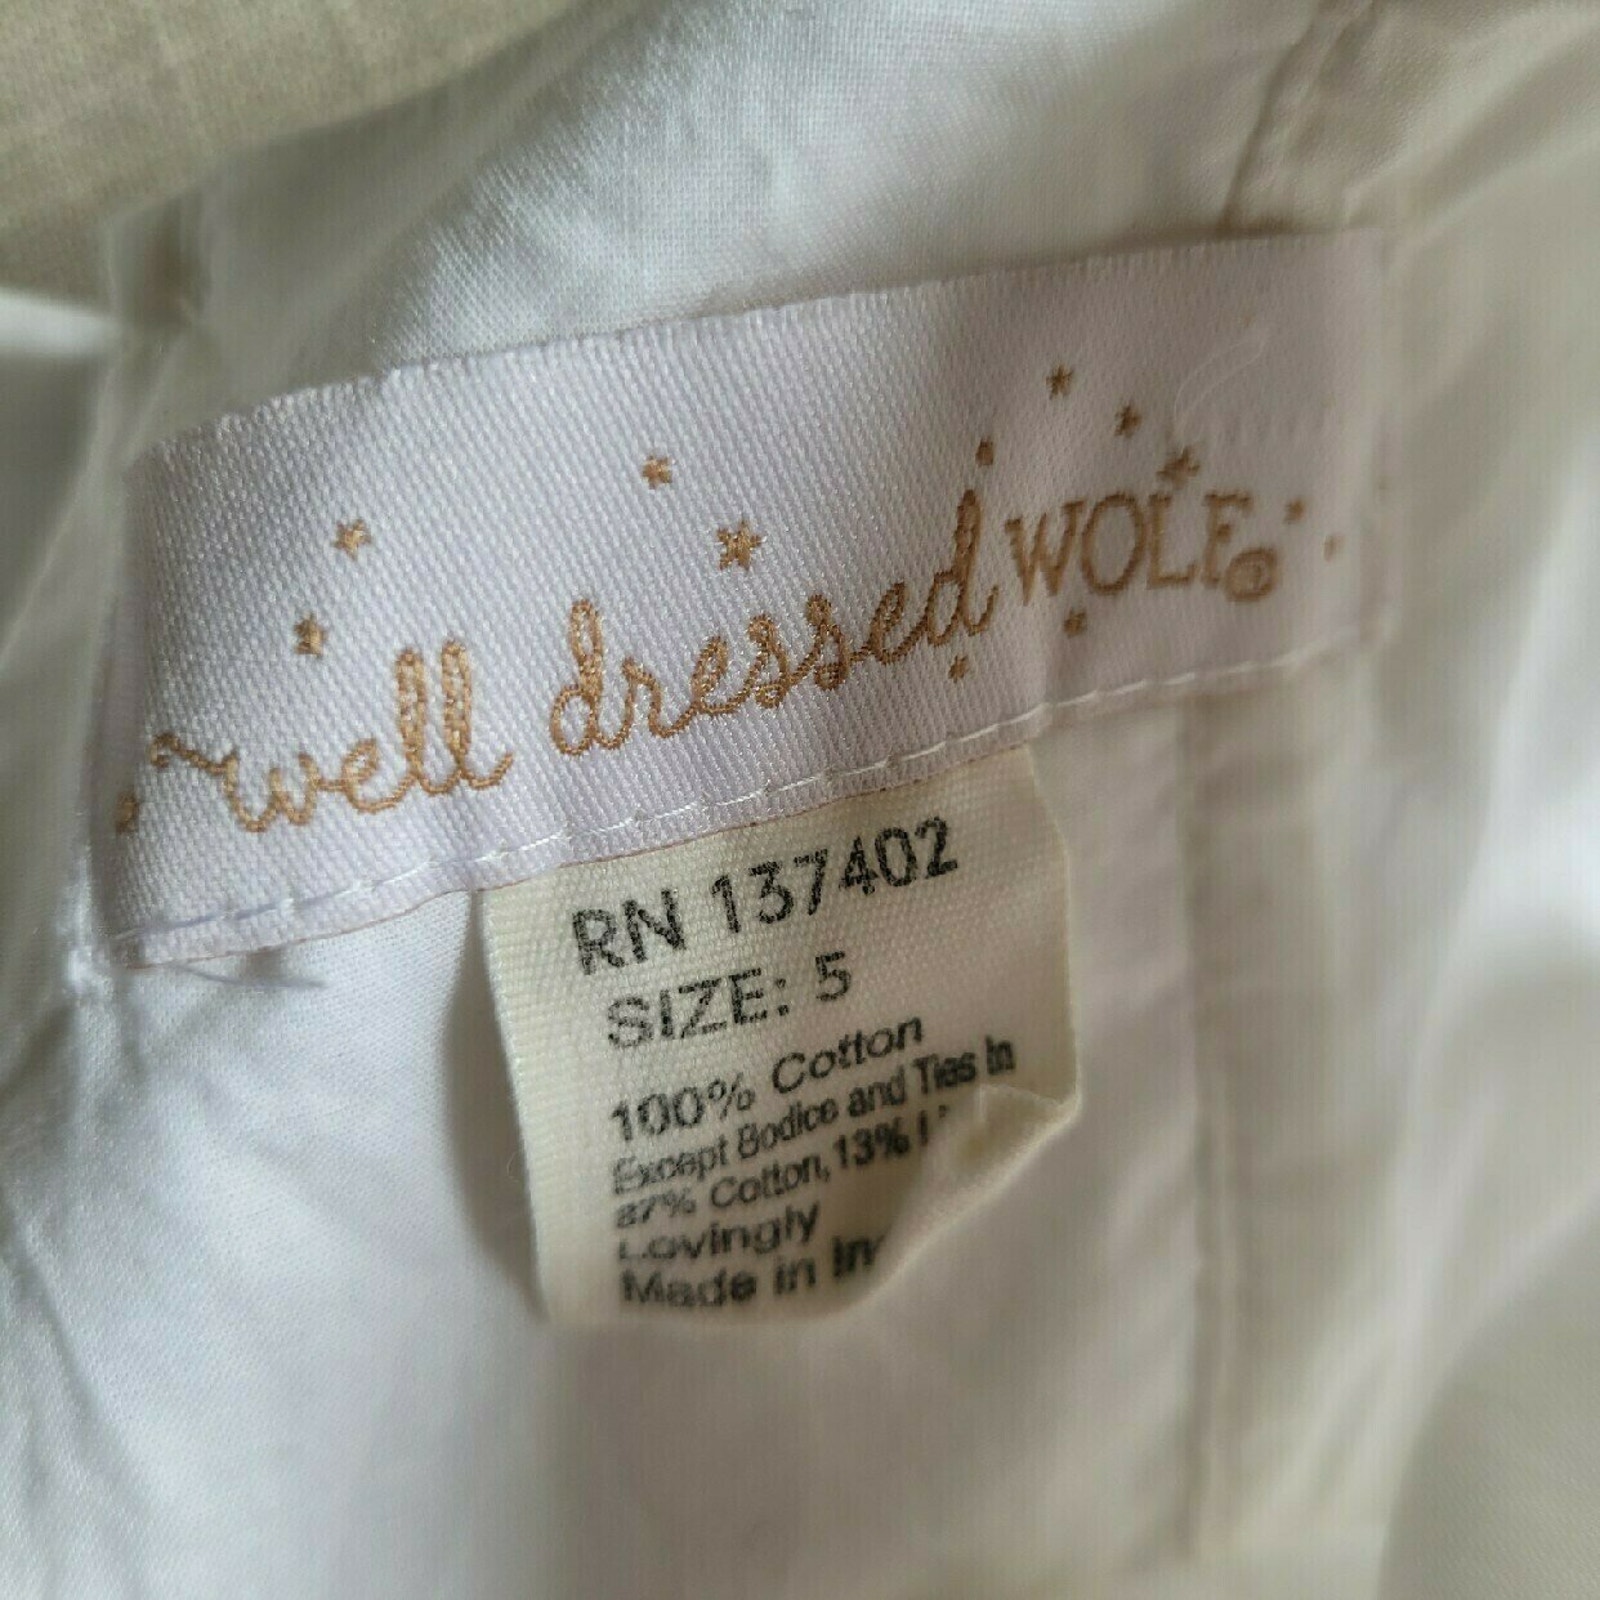 well dressed WOLF®
RN 137402
SIZE: 5
100% Cotton
Except Bodice and Ties In
87% Cotton, 13%
Lovingly
Made in